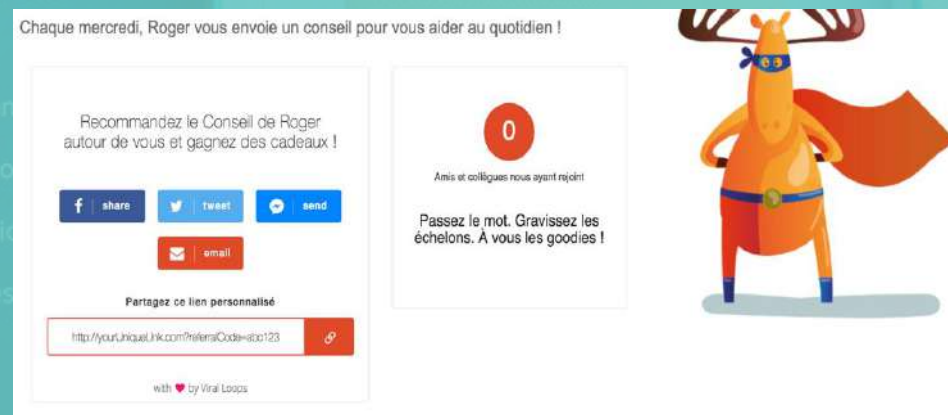 Chaque mercredi, Roger vous envoie un conseil pour vous aider au quotidien !
Recommandez le Conseil de Roger
autour de vous et gagnez des cadeaux !
share
tweet
send
email
Partagez ce lien personnalisé
http://yourUniqueLink.com?referralCode=abc123
with ❤ by Viral Loops
0
Amis et collègues nous ayant rejoint
Passez le mot. Gravissez les
échelons. À vous les goodies !